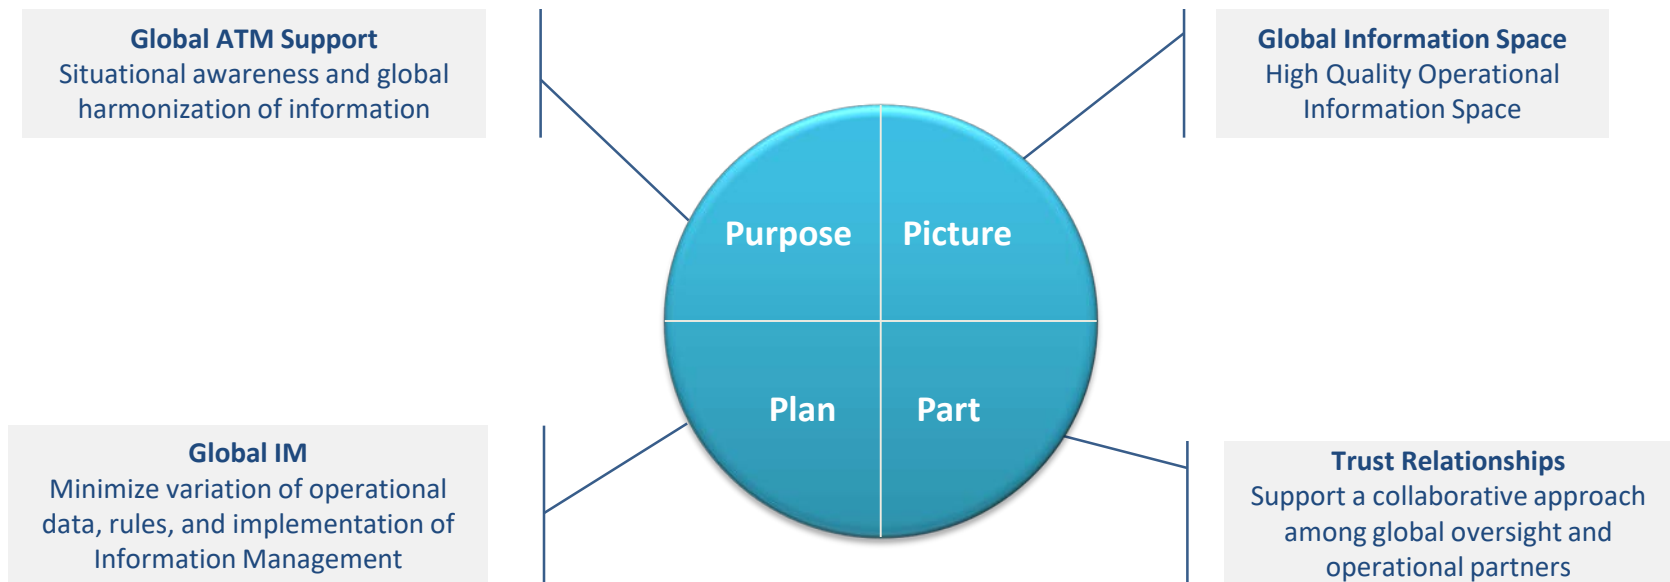 Global ATM Support
Situational awareness and global
harmonization of information
Global Information Space
High Quality Operational
Information Space
Purpose
Picture
Plan
Part
Global IM
Minimize variation of operational
data, rules, and implementation of
Information Management
Trust Relationships
Support a collaborative approach
among global oversight and
operational partners